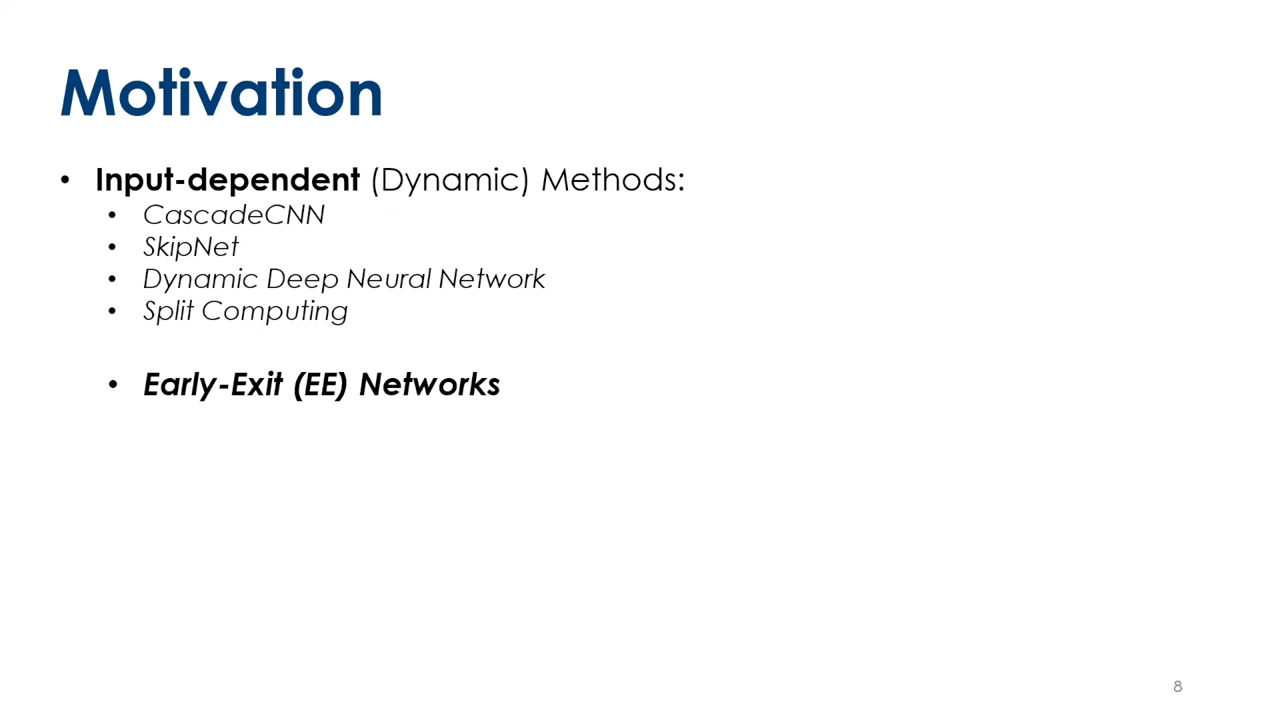 Motivation
• Input-dependent (Dynamic) Methods:
• CascadeCNN
• SkipNet
• Dynamic Deep Neural Network
• Split Computing
• Early-Exit (EE) Networks
8